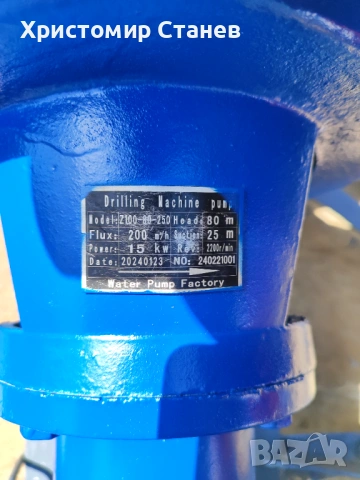 Христомир Станев
Drilling Machine pump
Model:Z100-80-250 Head: 80 m
Flux: 200 m/h Suction: 25 m
Power: 15 kw Rev: 2200r/min
Date: 20240123 NO: 240221001
Water Pump Factory
BAZAR